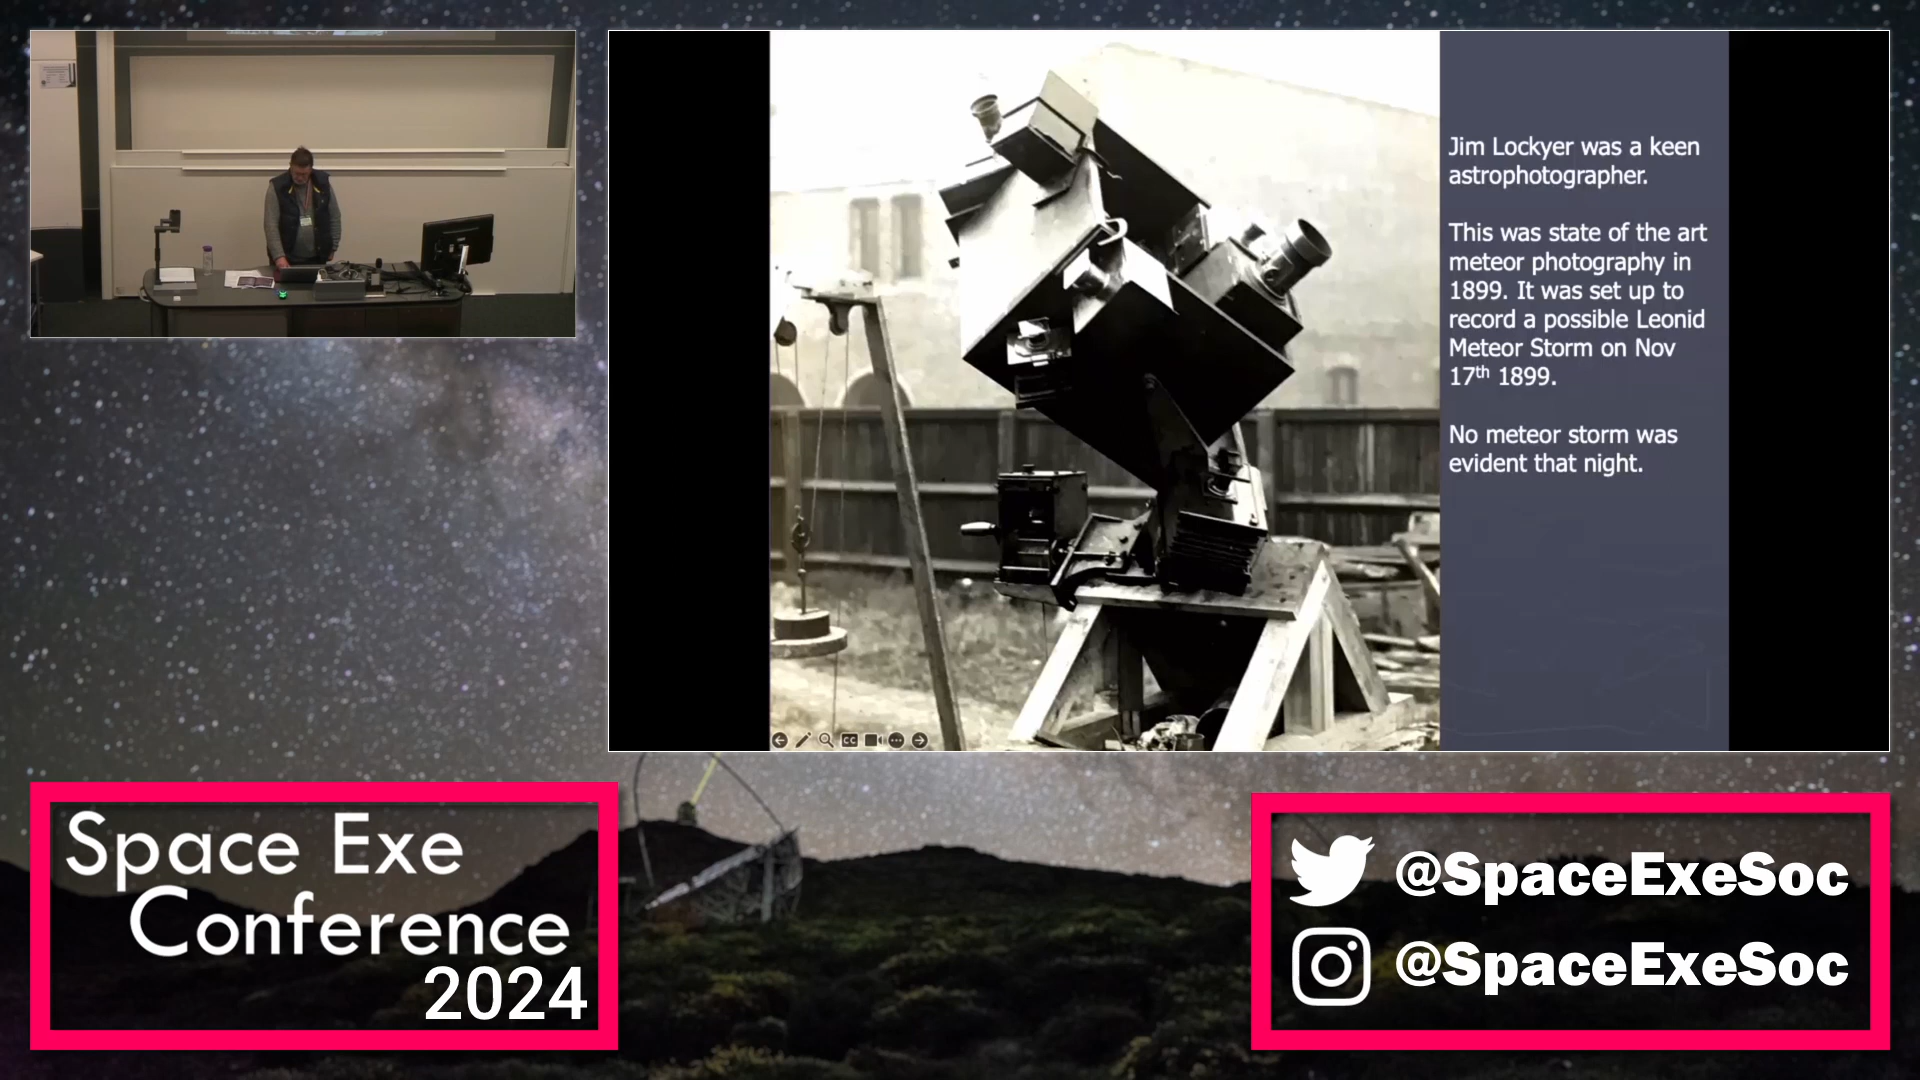 Jim Lockyer was a keen
astrophotographer.
This was state of the art
meteor photography in
1899. It was set up to
record a possible Leonid
Meteor Storm on Nov
17th 1899.
No meteor storm was
evident that night.
CC
Space Exe
Conference
2024
@SpaceExeSoc
@SpaceExeSoc